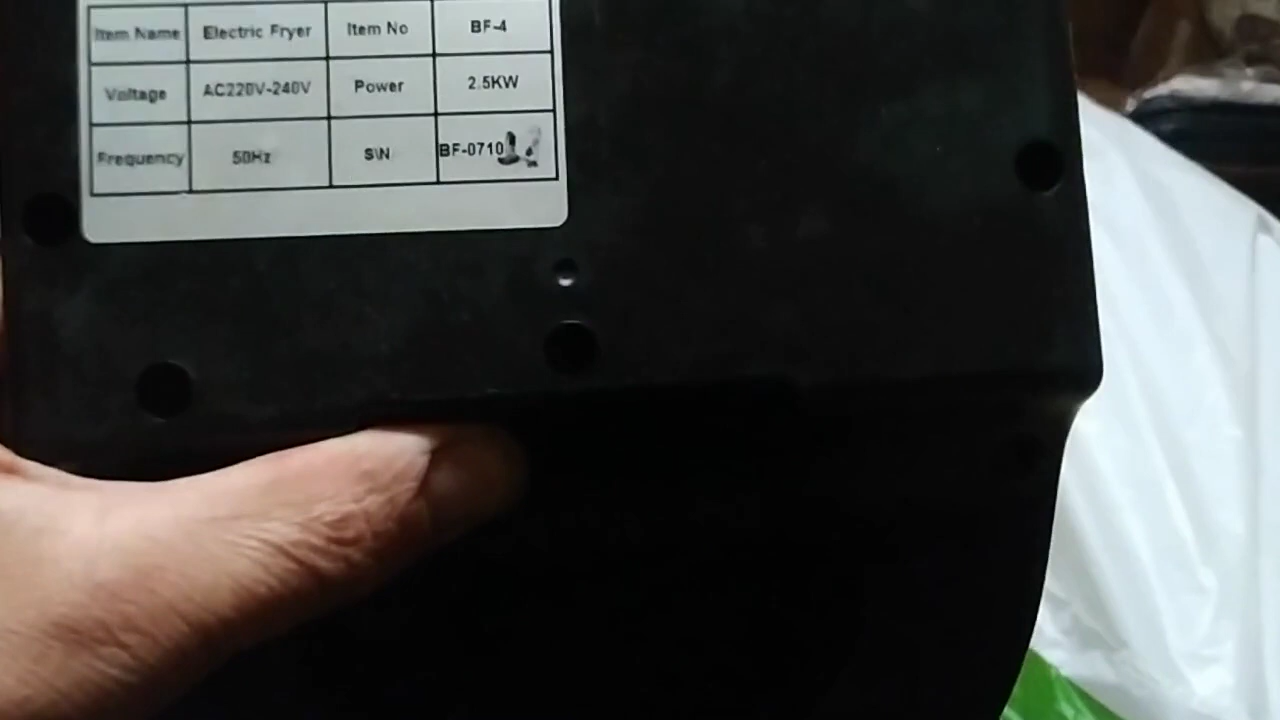 Item Name Electric Fryer Item No BF-4
Voltage AC220V-240V Power 2.5KW
Frequency 50Hz S\N BF-0710